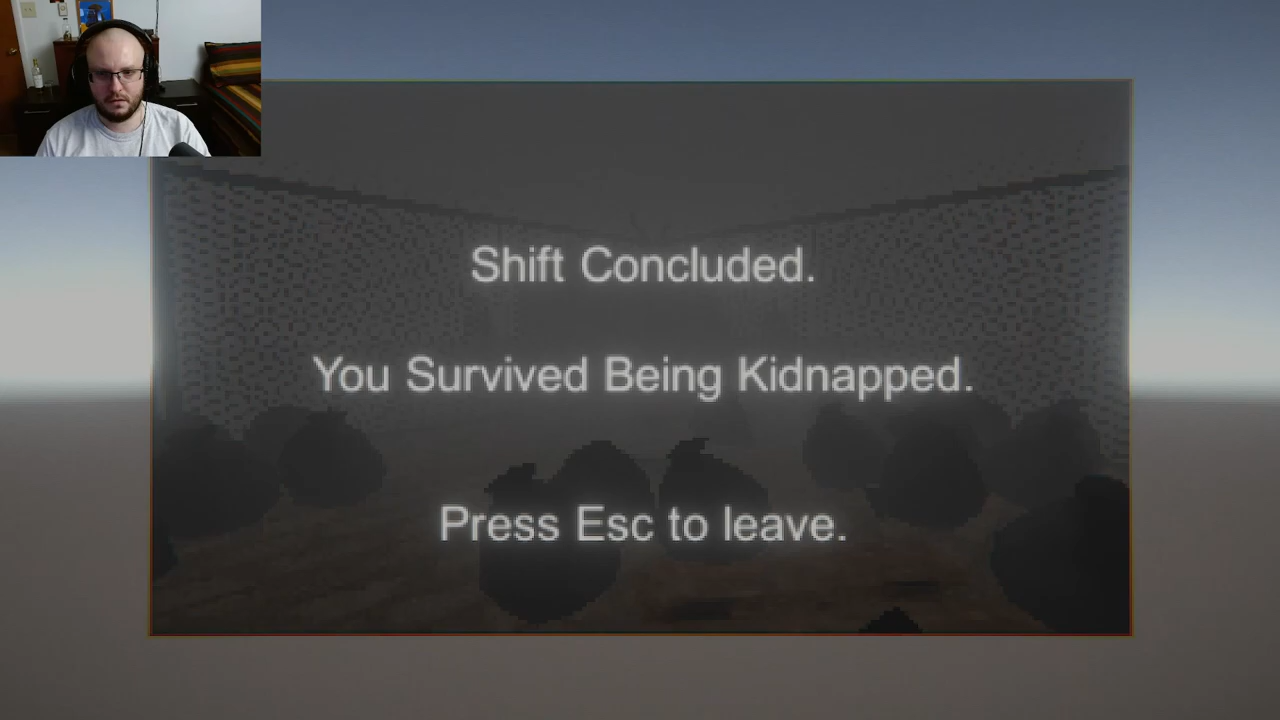 Shift Concluded.
You Survived Being Kidnapped.
Press Esc to leave.